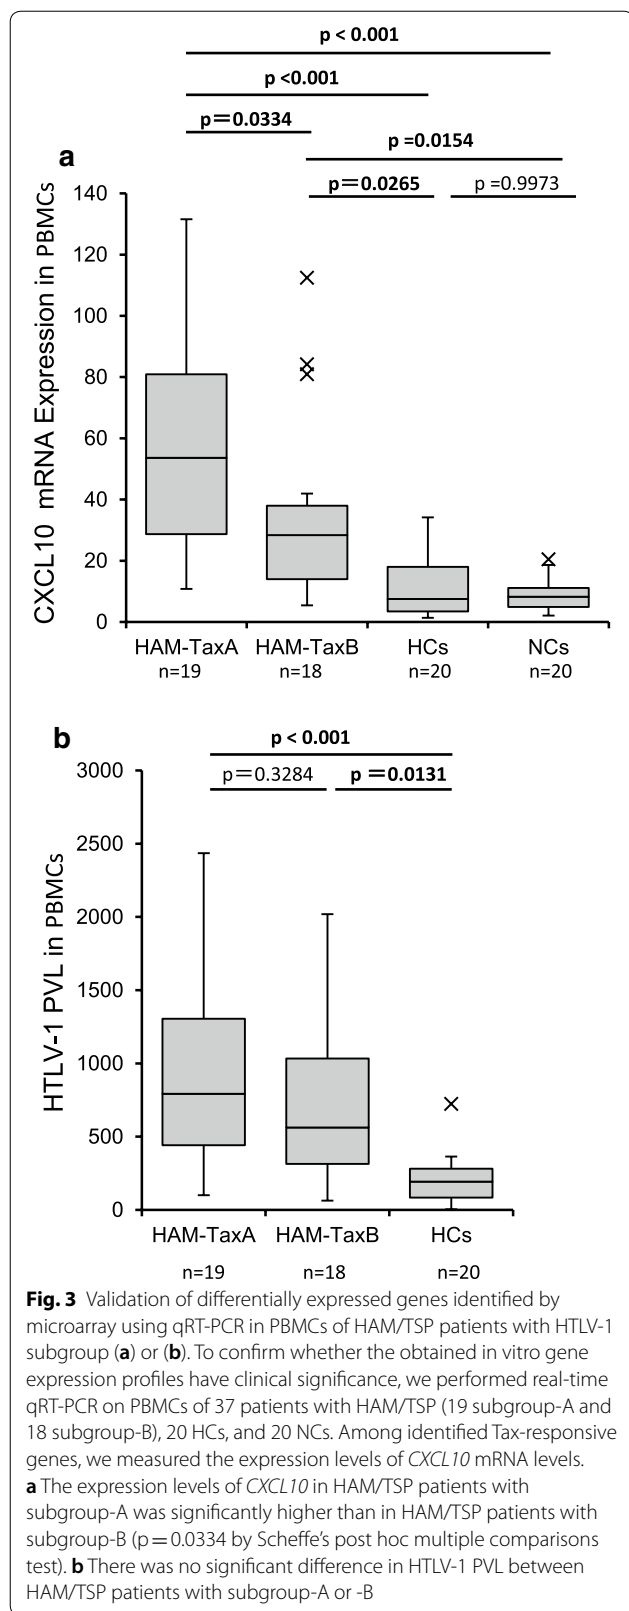 p < 0.001
p <0.001
p=0.0334
p =0.0154
a
p=0.0265
p =0.9973
CXCL10 mRNA Expression in PBMCs
140
120
100
80
60
40
20
0
HAM-TaxA HAM-TaxB HCs NCs
n=19 n=18 n=20 n=20
b
p < 0.001
p=0.3284 p =0.0131
HTLV-1 PVL in PBMCs
3000
2500
2000
1500
1000
500
0
HAM-TaxA HAM-TaxB HCs
n=19 n=18 n=20
Fig. 3 Validation of differentially expressed genes identified by
microarray using qRT-PCR in PBMCs of HAM/TSP patients with HTLV-1
subgroup (a) or (b). To confirm whether the obtained in vitro gene
expression profiles have clinical significance, we performed real-time
qRT-PCR on PBMCs of 37 patients with HAM/TSP (19 subgroup-A and
18 subgroup-B), 20 HCs, and 20 NCs. Among identified Tax-responsive
genes, we measured the expression levels of CXCL10 mRNA levels.
a The expression levels of CXCL10 in HAM/TSP patients with
subgroup-A was significantly higher than in HAM/TSP patients with
subgroup-B (p=0.0334 by Scheffe's post hoc multiple comparisons
test). b There was no significant difference in HTLV-1 PVL between
HAM/TSP patients with subgroup-A or -B